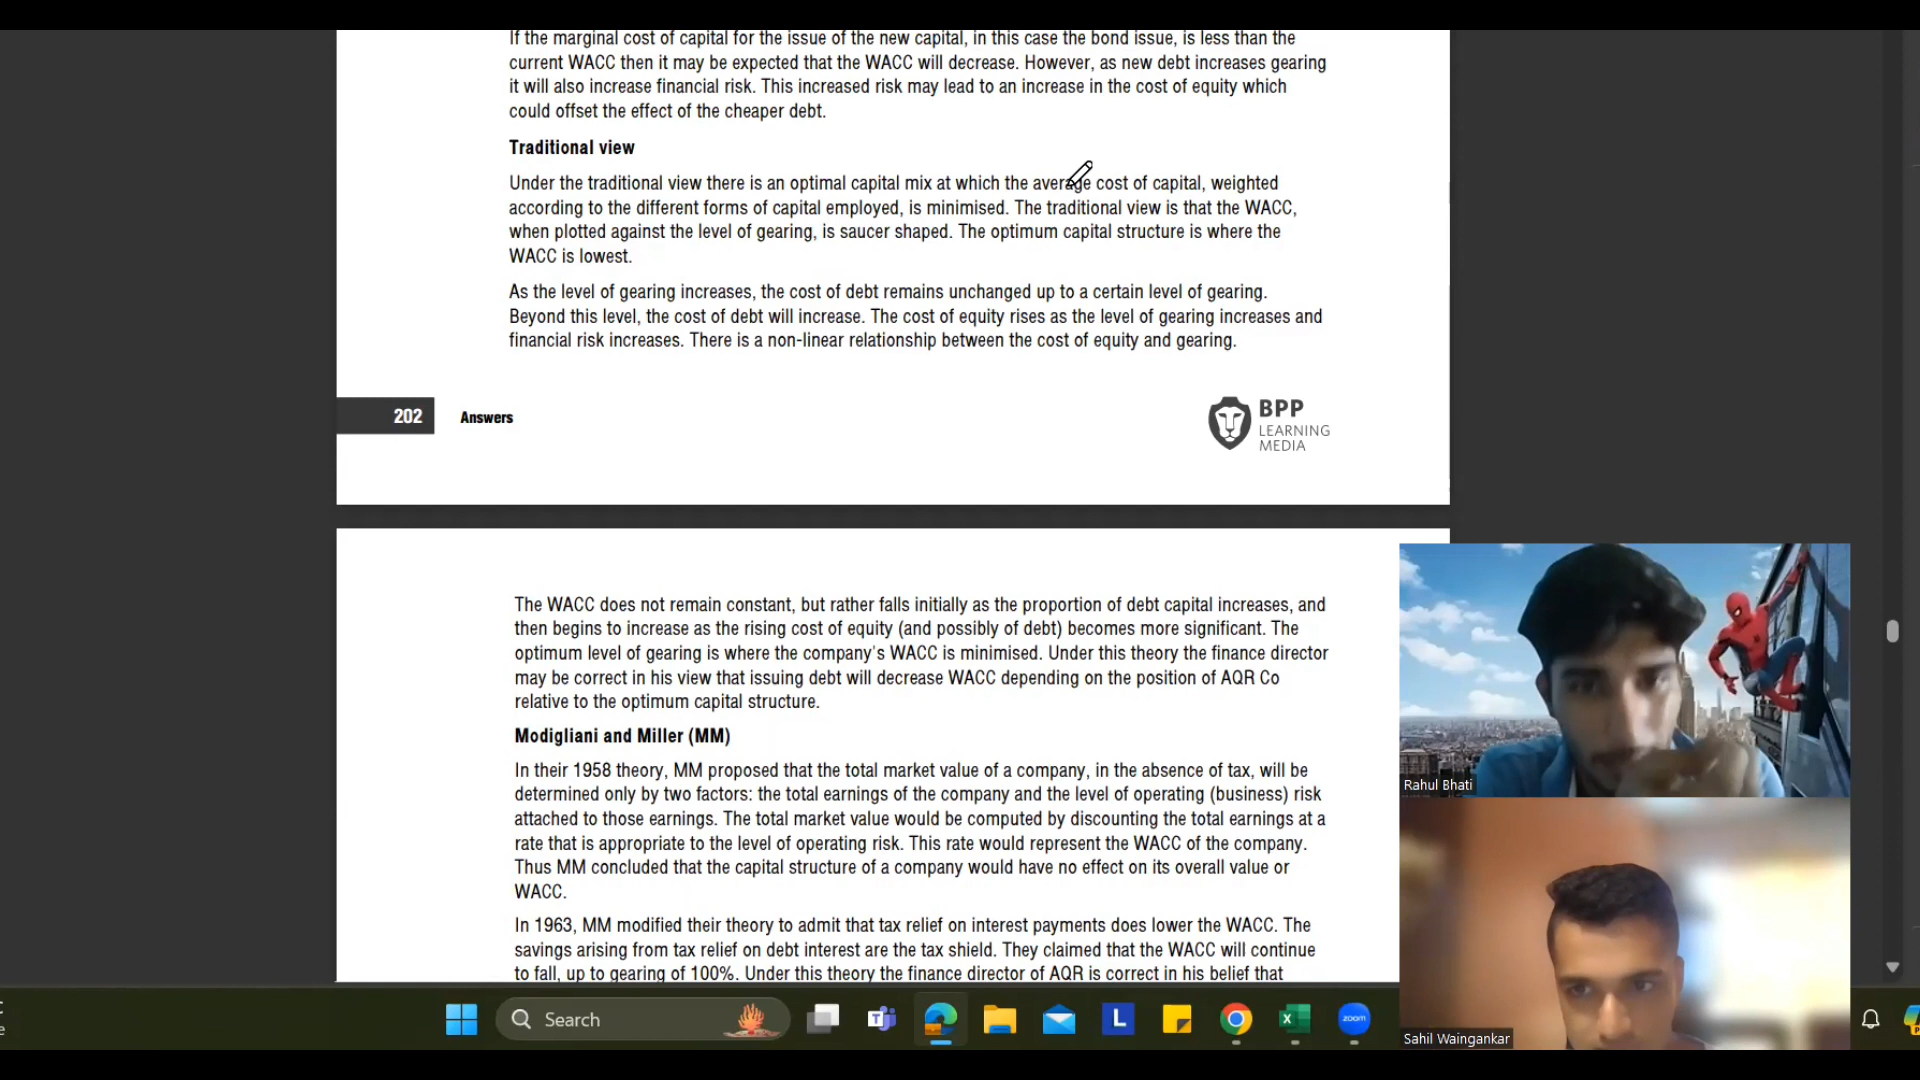 If the marginal cost of capital for the issue of the new capital, in this case the bond issue, is less than the
current WACC then it may be expected that the WACC will decrease. However, as new debt increases gearing
it will also increase financial risk. This increased risk may lead to an increase in the cost of equity which
could offset the effect of the cheaper debt.
Traditional view
Under the traditional view there is an optimal capital mix at which the average cost of capital, weighted
according to the different forms of capital employed, is minimised. The traditional view is that the WACC,
when plotted against the level of gearing, is saucer shaped. The optimum capital structure is where the
WACC is lowest.
As the level of gearing increases, the cost of debt remains unchanged up to a certain level of gearing.
Beyond this level, the cost of debt will increase. The cost of equity rises as the level of gearing increases and
financial risk increases. There is a non-linear relationship between the cost of equity and gearing.
202 Answers
BPP
LEARNING
MEDIA
The WACC does not remain constant, but rather falls initially as the proportion of debt capital increases, and
then begins to increase as the rising cost of equity (and possibly of debt) becomes more significant. The
optimum level of gearing is where the company's WACC is minimised. Under this theory the finance director
may be correct in his view that issuing debt will decrease WACC depending on the position of AQR Co
relative to the optimum capital structure.
Modigliani and Miller (MM)
In their 1958 theory, MM proposed that the total market value of a company, in the absence of tax, will be
determined only by two factors: the total earnings of the company and the level of operating (business) risk
attached to those earnings. The total market value would be computed by discounting the total earnings at a
rate that is appropriate to the level of operating risk. This rate would represent the WACC of the company.
Thus MM concluded that the capital structure of a company would have no effect on its overall value or
WACC.
In 1963, MM modified their theory to admit that tax relief on interest payments does lower the WACC. The
savings arising from tax relief on debt interest are the tax shield. They claimed that the WACC will continue
to fall, up to gearing of 100%. Under this theory the finance director of AQR is correct in his belief that
Rahul Bhati
Sahil Waingankar
Search
T
L
zoom